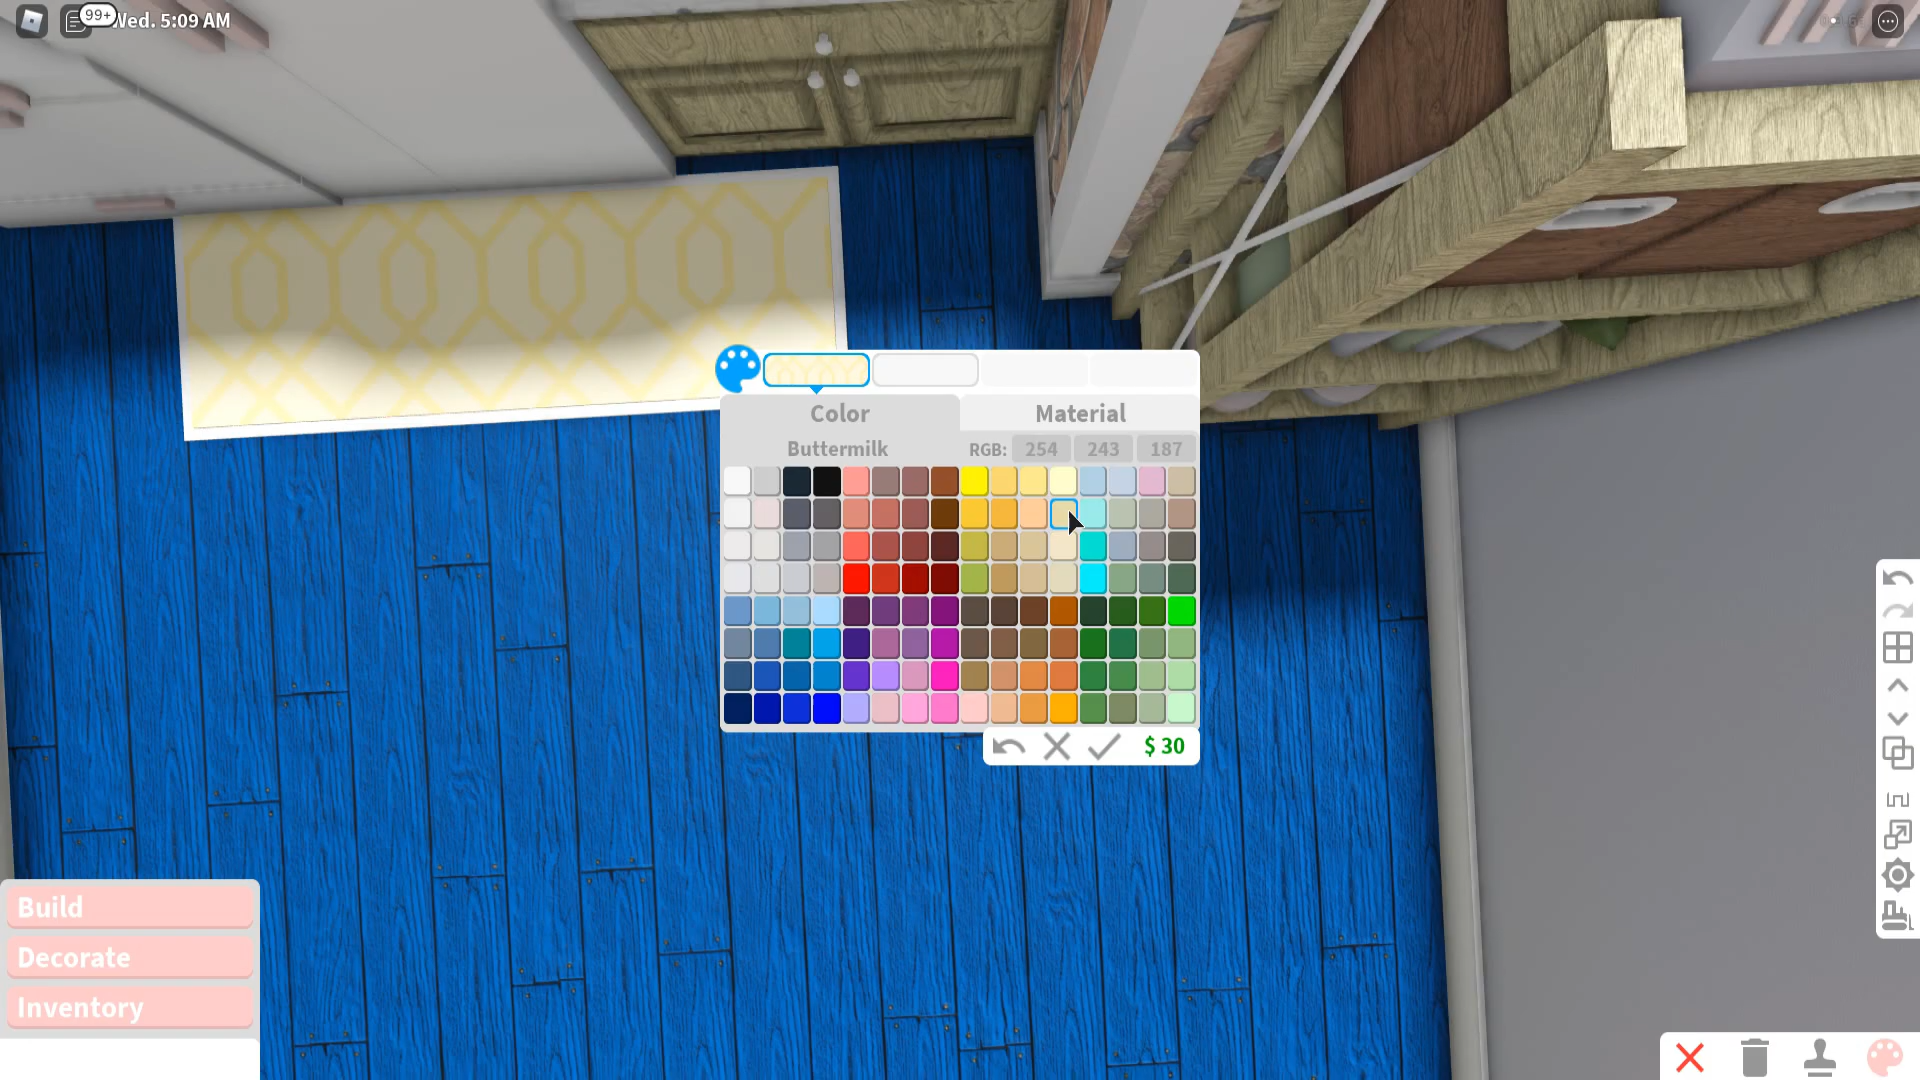 99+
Wed. 5:09 AM
Color
Material
Buttermilk
RGB: 254 243 187
$ 30
Build
Decorate
Inventory